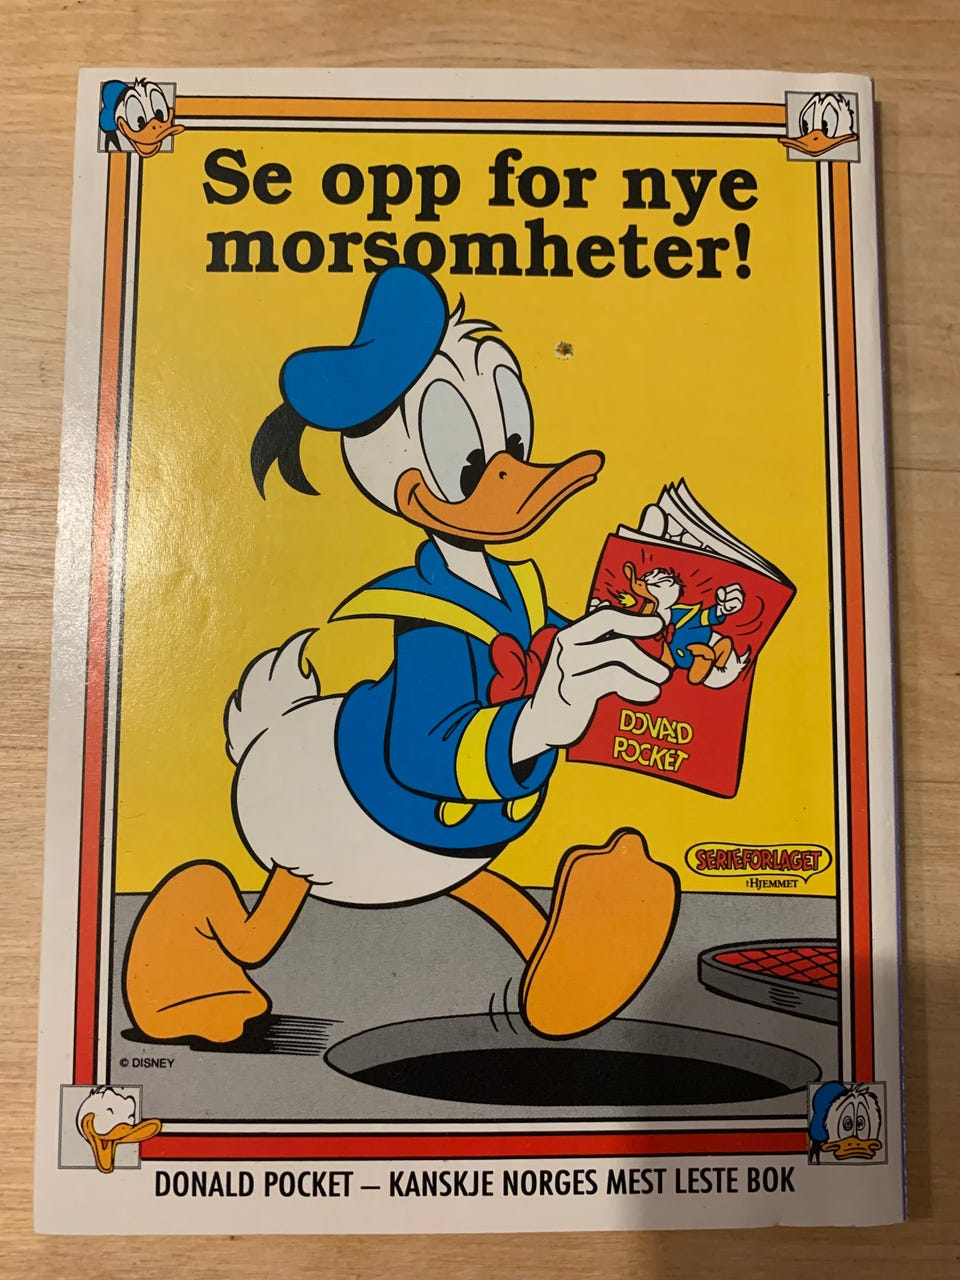 Se opp for nye
morsomheter!
DONALD
POCKET
SERIEFORLAGET
A/S HJEMMET
© DISNEY
DONALD POCKET – KANSKJE NORGES MEST LESTE BOK